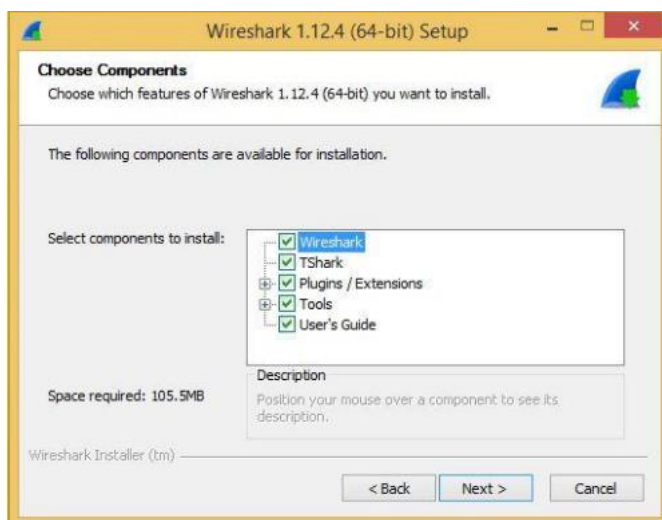 Wireshark 1.12.4 (64-bit) Setup
Choose Components
Choose which features of Wireshark 1.12.4 (64-bit) you want to install.
The following components are available for installation.
Select components to install:
Wireshark
TShark
Plugins / Extensions
Tools
User's Guide
Space required: 105.5MB
Description
Position your mouse over a component to see its
description.
Wireshark Installer (tm)
< Back
Next >
Cancel